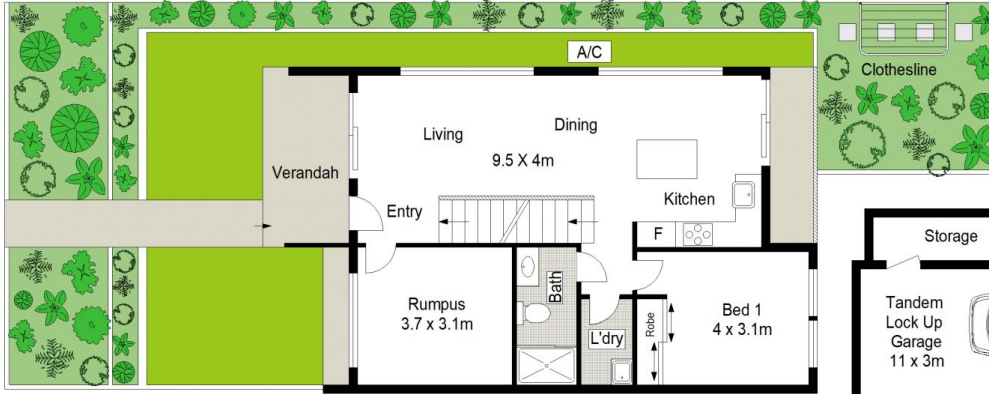 A/C
Clothesline
Living
Dining
9.5 X 4m
Verandah
Kitchen
Entry
F
Storage
Bath
Rumpus
3.7 x 3.1m
L'dry
Robe
Bed 1
4 x 3.1m
Tandem
Lock Up
Garage
11 x 3m